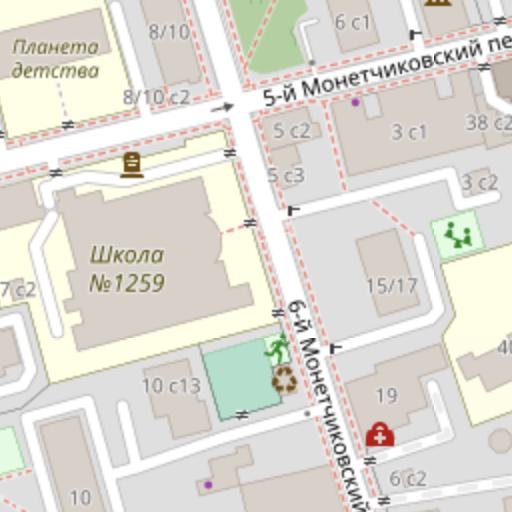 6 с1
8/10
Планета
детства
8/10 с2
5-й Монетчиковский пе
5 с2
3 с1
38 с2
5 с3
3 с2
Школа
№1259
7 с2
15/17
6-й Монетчиковский
10 с13
19
10
6 с2